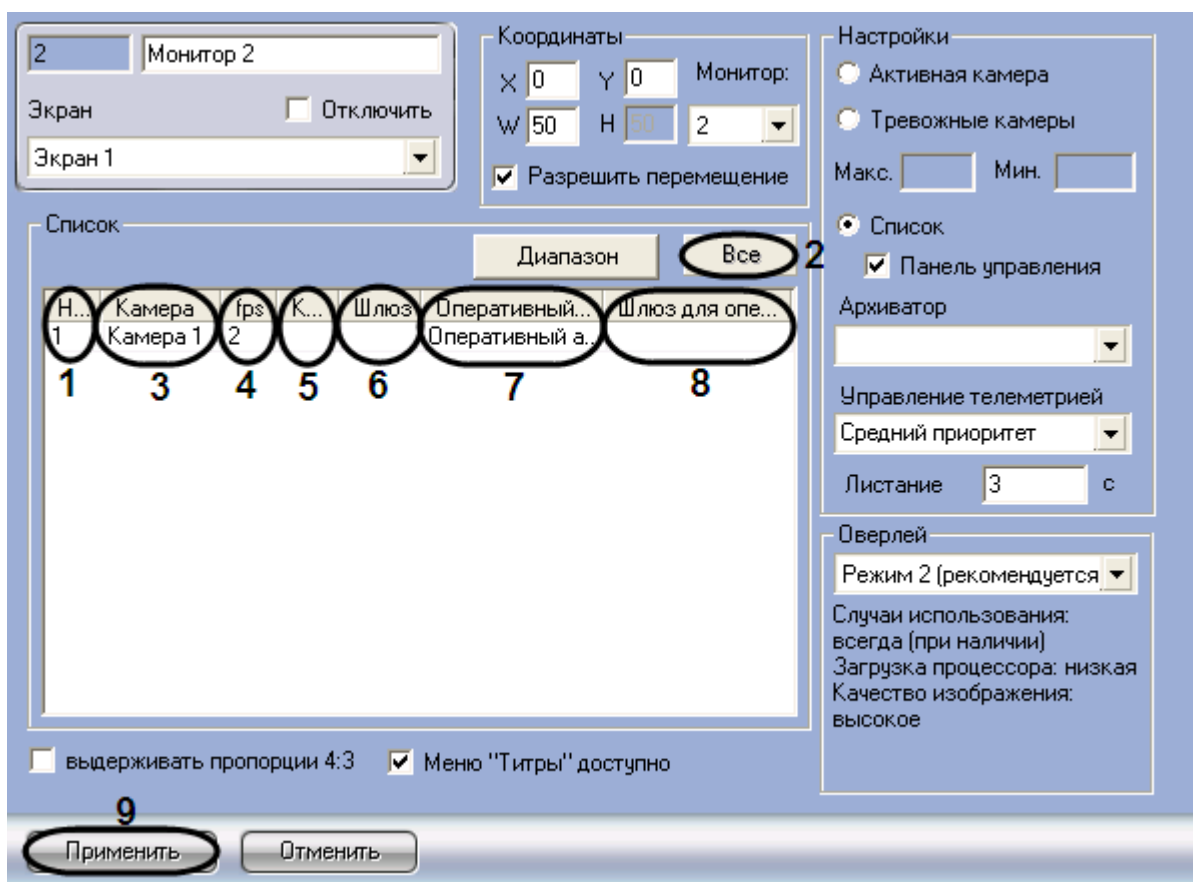 2 Монитор 2
Экран Отключить
Экран 1
Координаты
X 0 Y 0 Монитор:
W 50 H 50 2
Разрешить перемещение
Настройки
Активная камера
Тревожные камеры
Макс. Мин.
Список
Панель управления
Архиватор
Управление телеметрией
Средний приоритет
Листание 3 с
Список
Диапазон Все 2
Н... Камера fps К... Шлюз Оперативный... Шлюз для опе...
1 Камера 1 2 Оперативный а...
1 3 4 5 6 7 8
Оверлей
Режим 2 (рекомендуется
Случаи использования:
всегда (при наличии)
Загрузка процессора: низкая
Качество изображения:
высокое
выдерживать пропорции 4:3 Меню "Титры" доступно
9
Применить Отменить